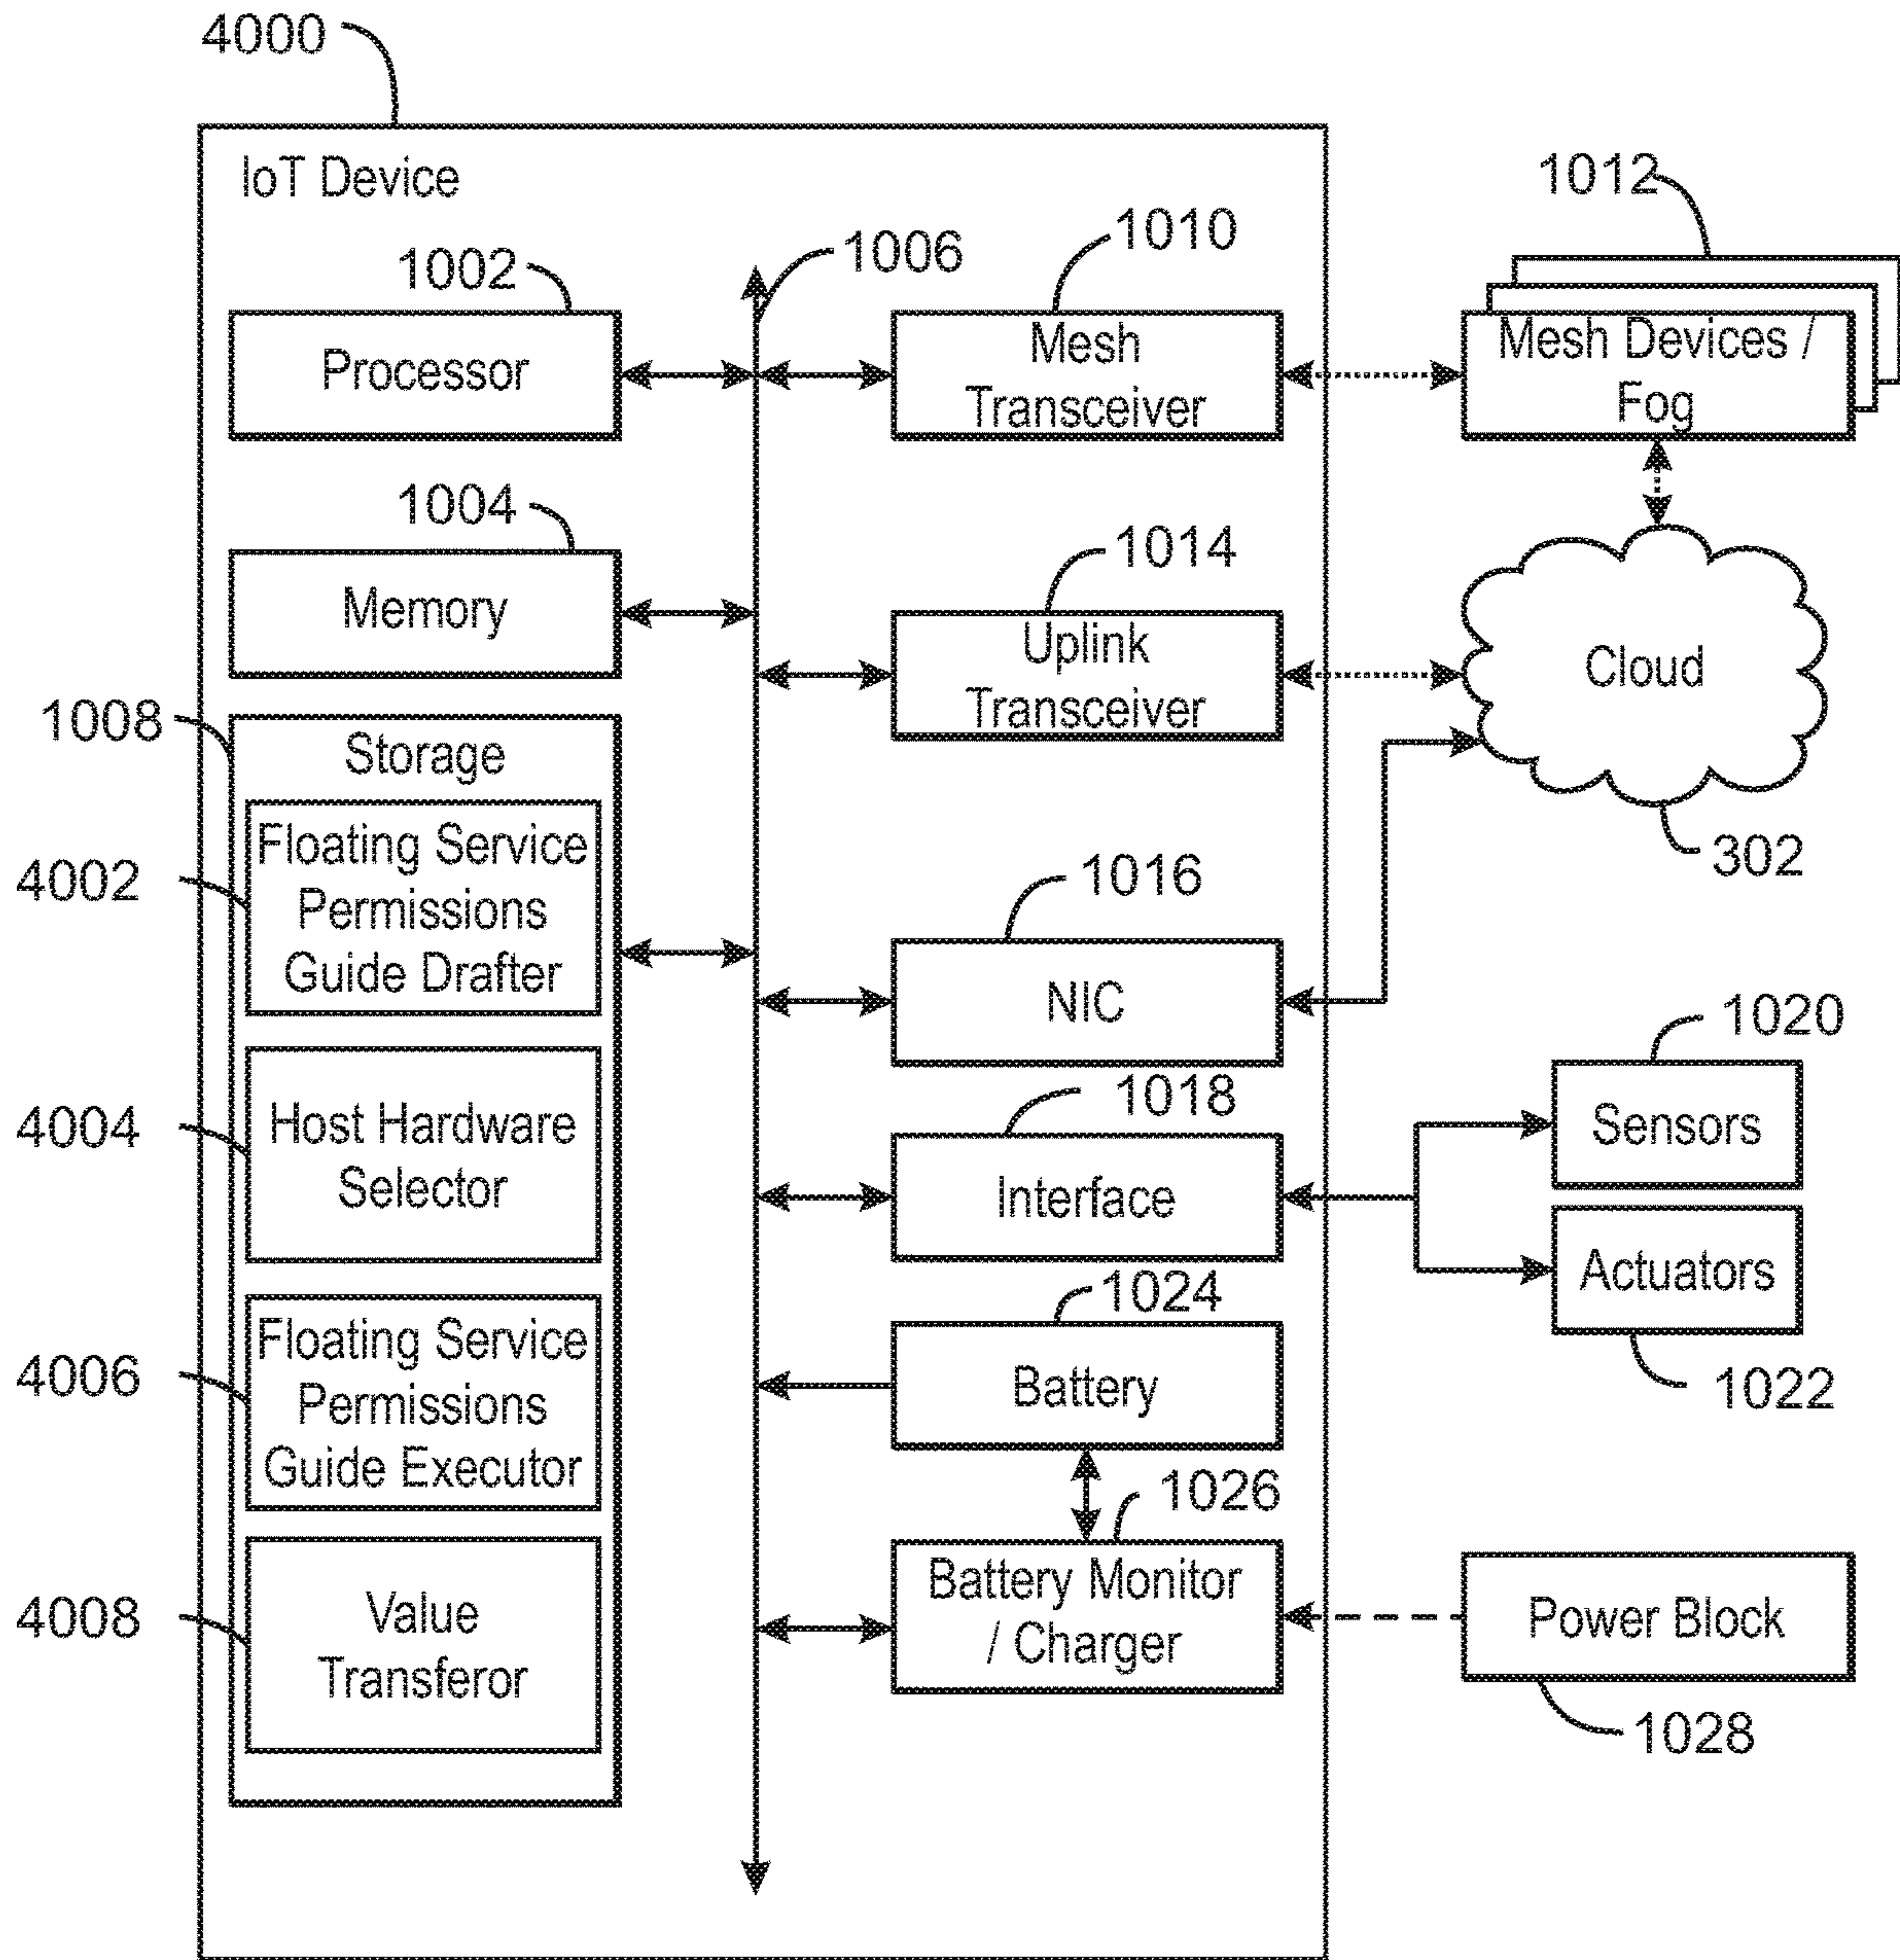 4000
IoT Device
1012
1010
1006
1002
Processor
Mesh
Transceiver
Mesh Devices /
Fog
1004
Memory
1014
Uplink
Transceiver
Cloud
302
1008
Storage
4002
Floating Service
Permissions
Guide Drafter
1016
NIC
4004
Host Hardware
Selector
1018
Interface
1020
Sensors
Actuators
1022
4006
Floating Service
Permissions
Guide Executor
1024
Battery
1026
Battery Monitor
/ Charger
Power Block
1028
4008
Value
Transferor